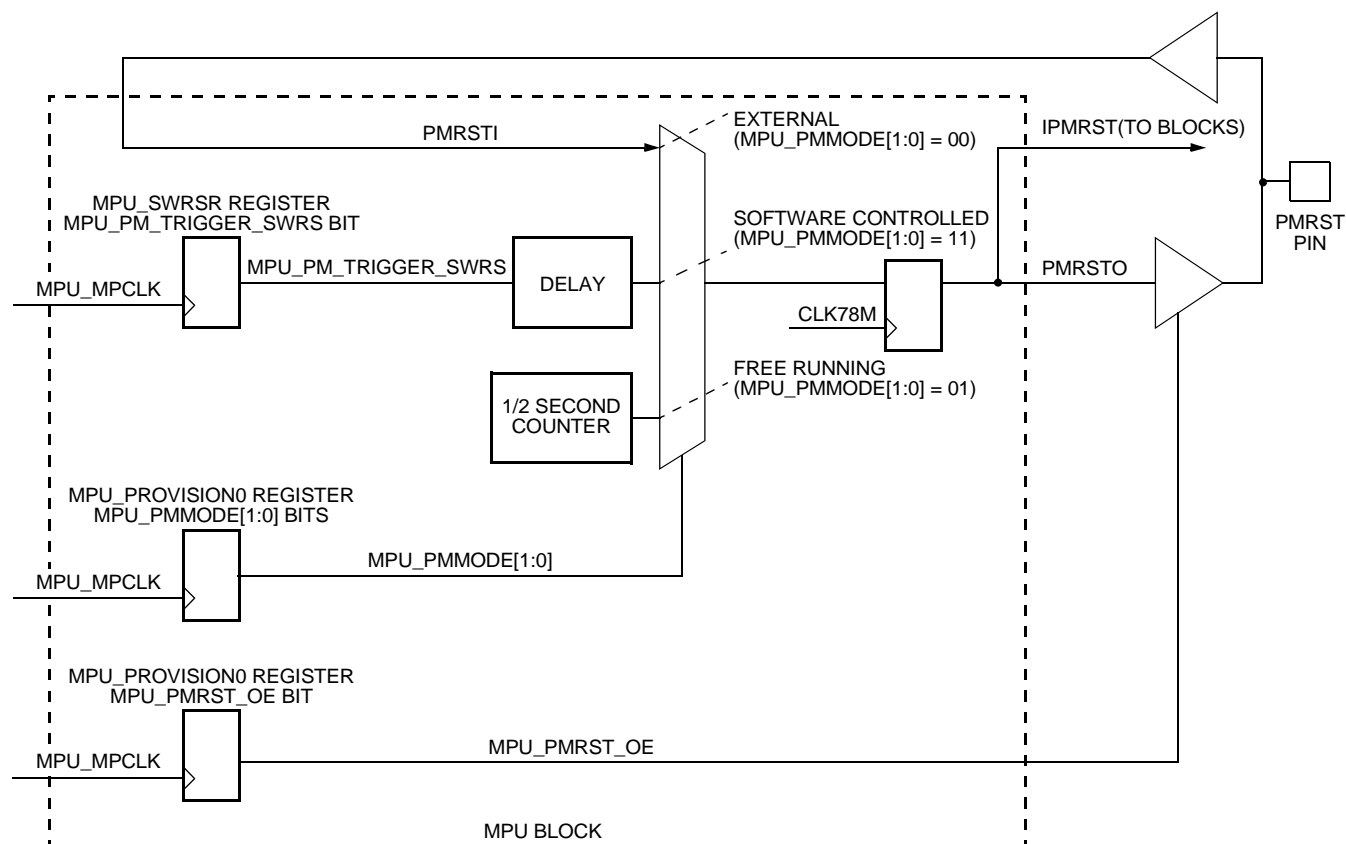 PMRSTI
EXTERNAL
(MPU_PMMODE[1:0] = 00)
IPMRST(TO BLOCKS)
MPU_SWRSR REGISTER
MPU_PM_TRIGGER_SWRS BIT
SOFTWARE CONTROLLED
(MPU_PMMODE[1:0] = 11)
PMRST
PIN
MPU_MPCLK
MPU_PM_TRIGGER_SWRS
DELAY
PMRSTO
CLK78M
FREE RUNNING
(MPU_PMMODE[1:0] = 01)
1/2 SECOND
COUNTER
MPU_PROVISION0 REGISTER
MPU_PMMODE[1:0] BITS
MPU_MPCLK
MPU_PMMODE[1:0]
MPU_PROVISION0 REGISTER
MPU_PMRST_OE BIT
MPU_MPCLK
MPU_PMRST_OE
MPU BLOCK